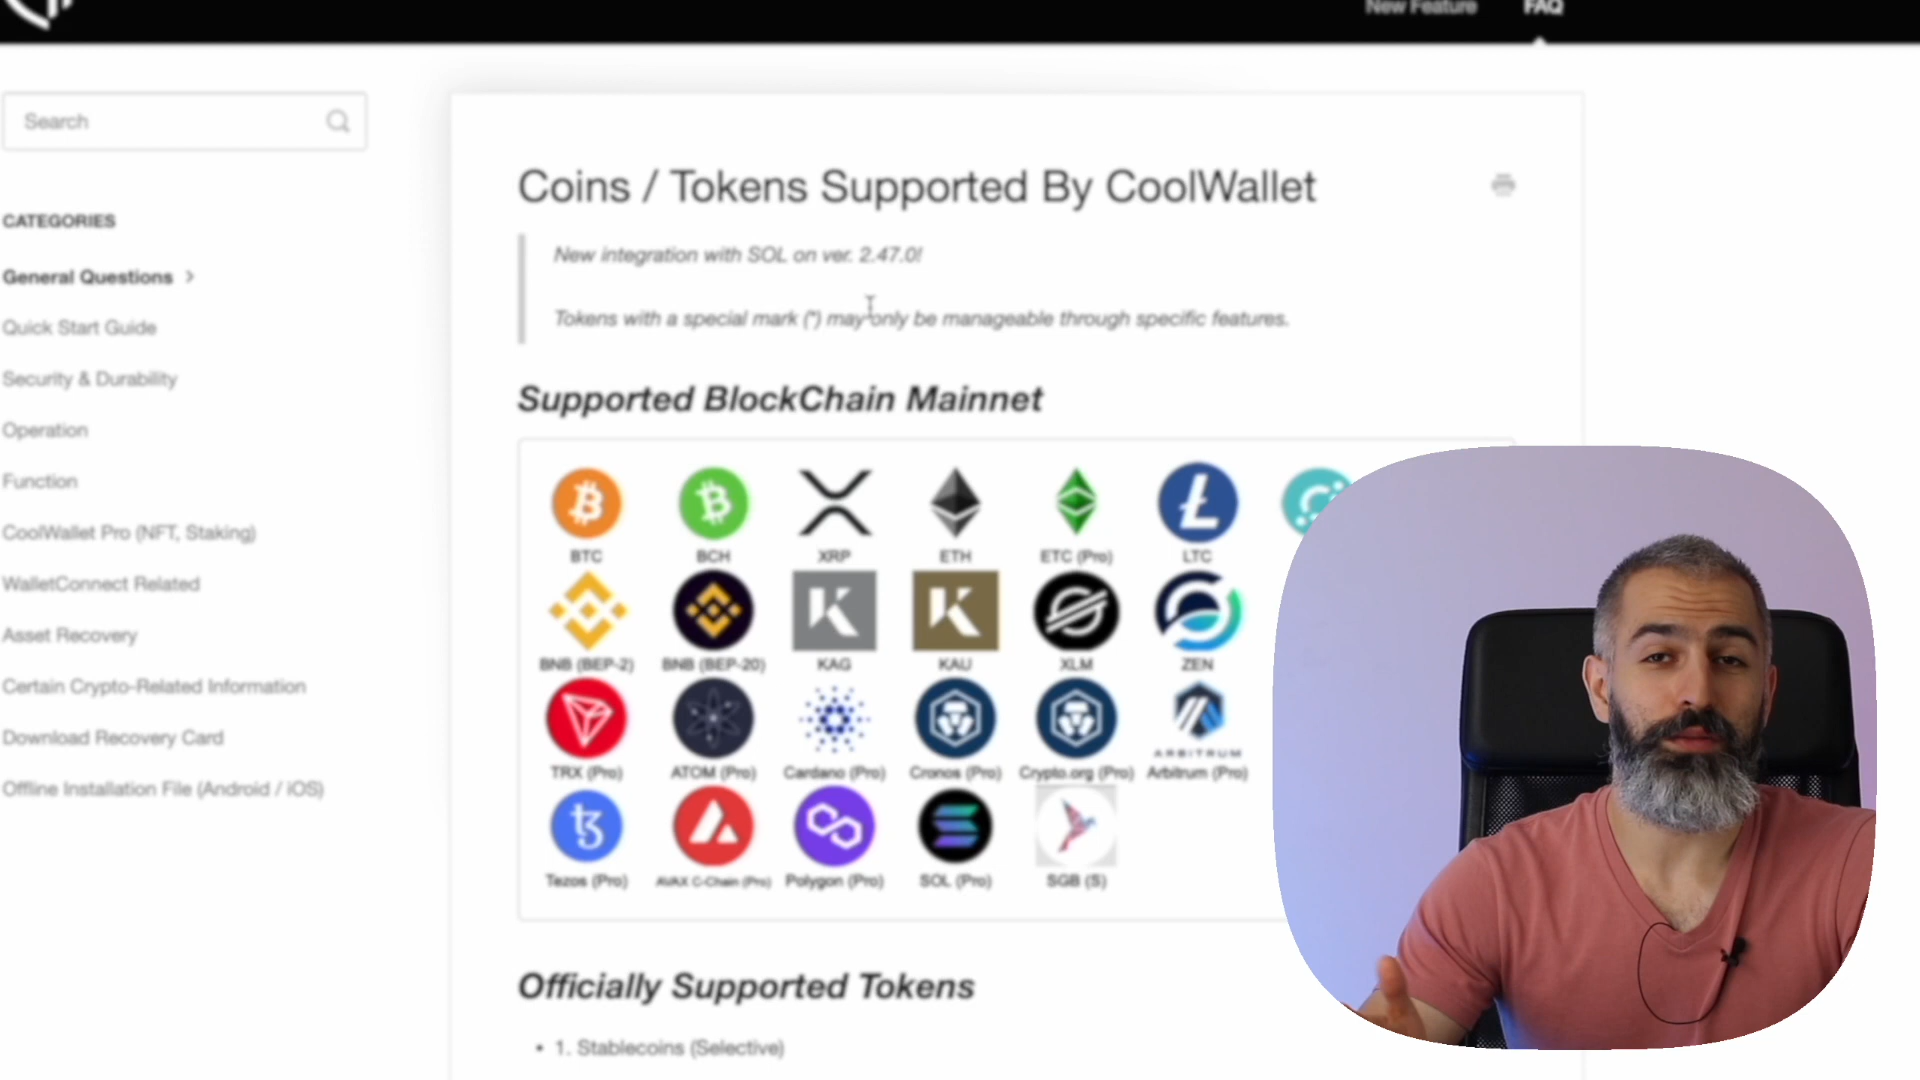 New Feature
FAQ
Search
CATEGORIES
General Questions
Quick Start Guide
Security & Durability
Operation
Function
CoolWallet Pro (NFT, Staking)
WalletConnect Related
Asset Recovery
Certain Crypto-Related Information
Download Recovery Card
Offline Installation File (Android / iOS)
Coins / Tokens Supported By CoolWallet
New integration with SOL on ver. 2.47.0!
Tokens with a special mark (*) may only be manageable through specific features.
Supported BlockChain Mainnet
BTC BCH XRP ETH ETC (Pro) LTC
BNB (BEP-2) BNB (BEP-20) KAG KAU XLM ZEN
ARBITRUM
TRX (Pro) ATOM (Pro) Cardano (Pro) Cronos (Pro) Crypto.org (Pro) Arbitrum (Pro)
Tezos (Pro) AVAX C-Chain (Pro) Polygon (Pro) SOL (Pro) SGB (S)
Officially Supported Tokens
• 1. Stablecoins (Selective)